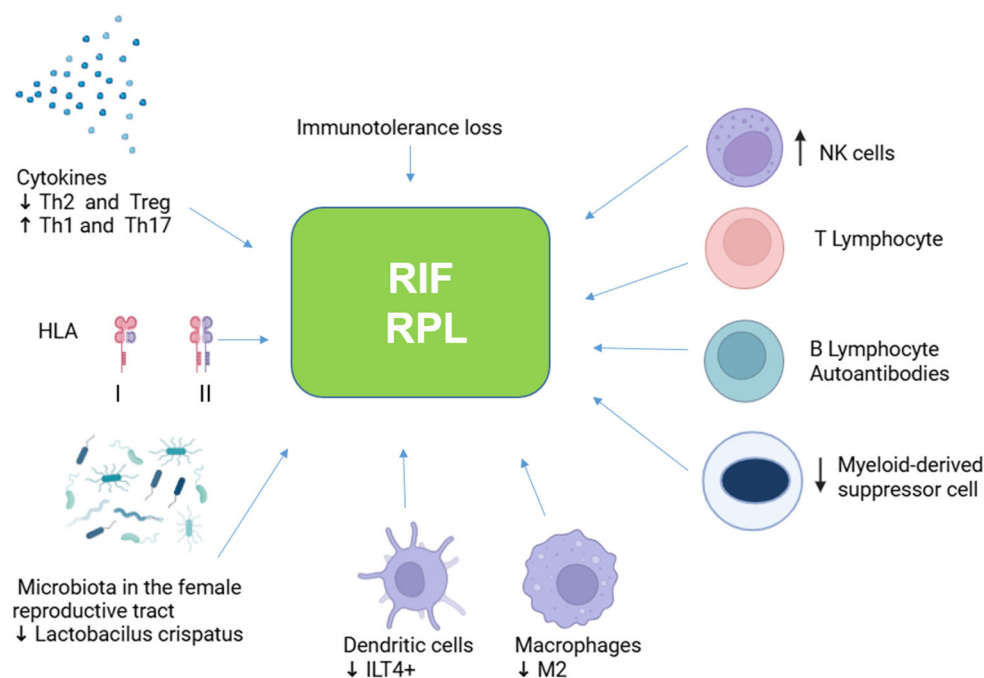 Immunotolerance loss
Cytokines
↓ Th2 and Treg
↑ Th1 and Th17
HLA
I II
Microbiota in the female
reproductive tract
↓ Lactobacilus crispatus
RIF
RPL
Dendritic cells
↓ ILT4+
Macrophages
↓ M2
↑ NK cells
T Lymphocyte
B Lymphocyte
Autoantibodies
↓ Myeloid-derived
suppressor cell